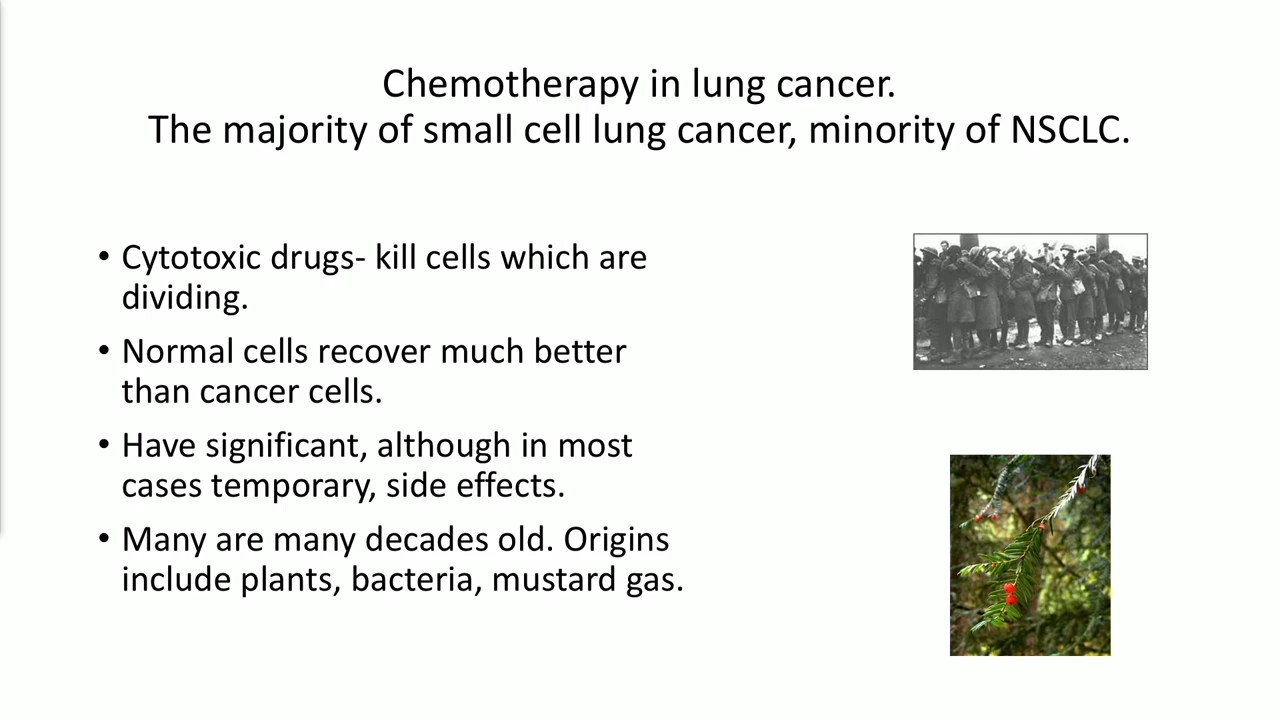 Chemotherapy in lung cancer.
The majority of small cell lung cancer, minority of NSCLC.
• Cytotoxic drugs- kill cells which are
dividing.
• Normal cells recover much better
than cancer cells.
• Have significant, although in most
cases temporary, side effects.
• Many are many decades old. Origins
include plants, bacteria, mustard gas.